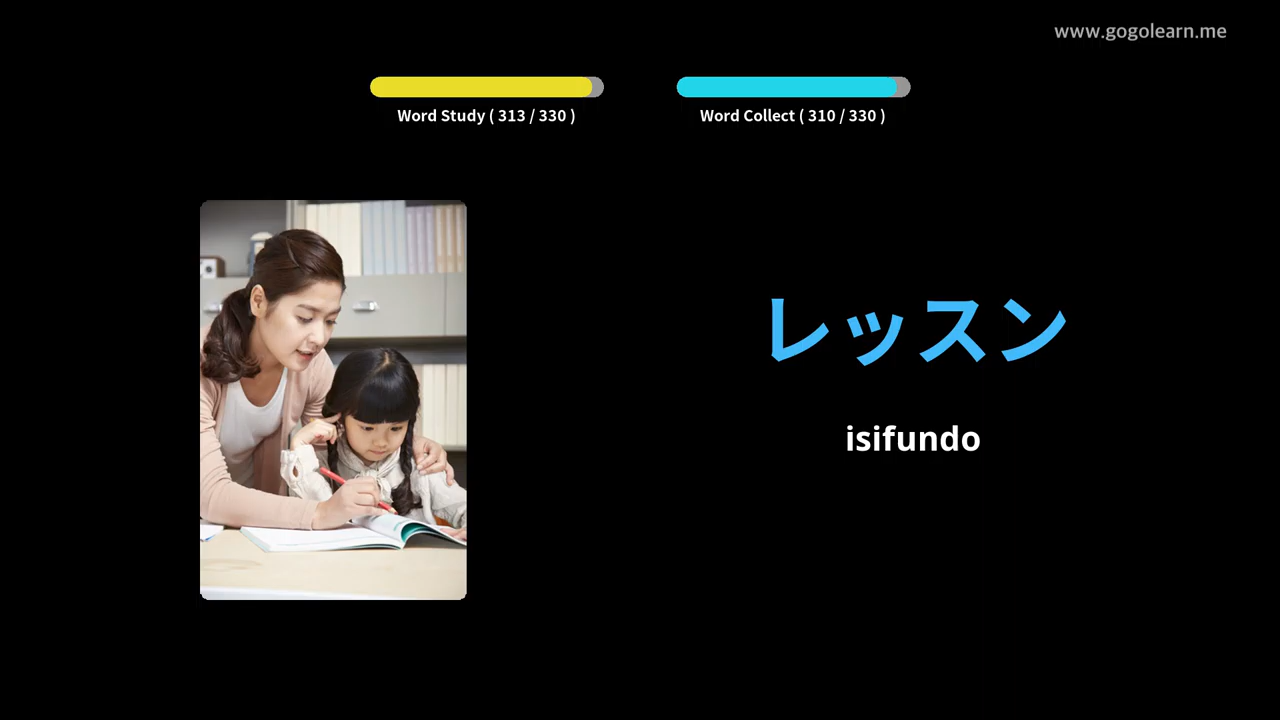 www.gogolearn.me
Word Study ( 313 / 330 )
Word Collect ( 310 / 330 )
レッスン
isifundo